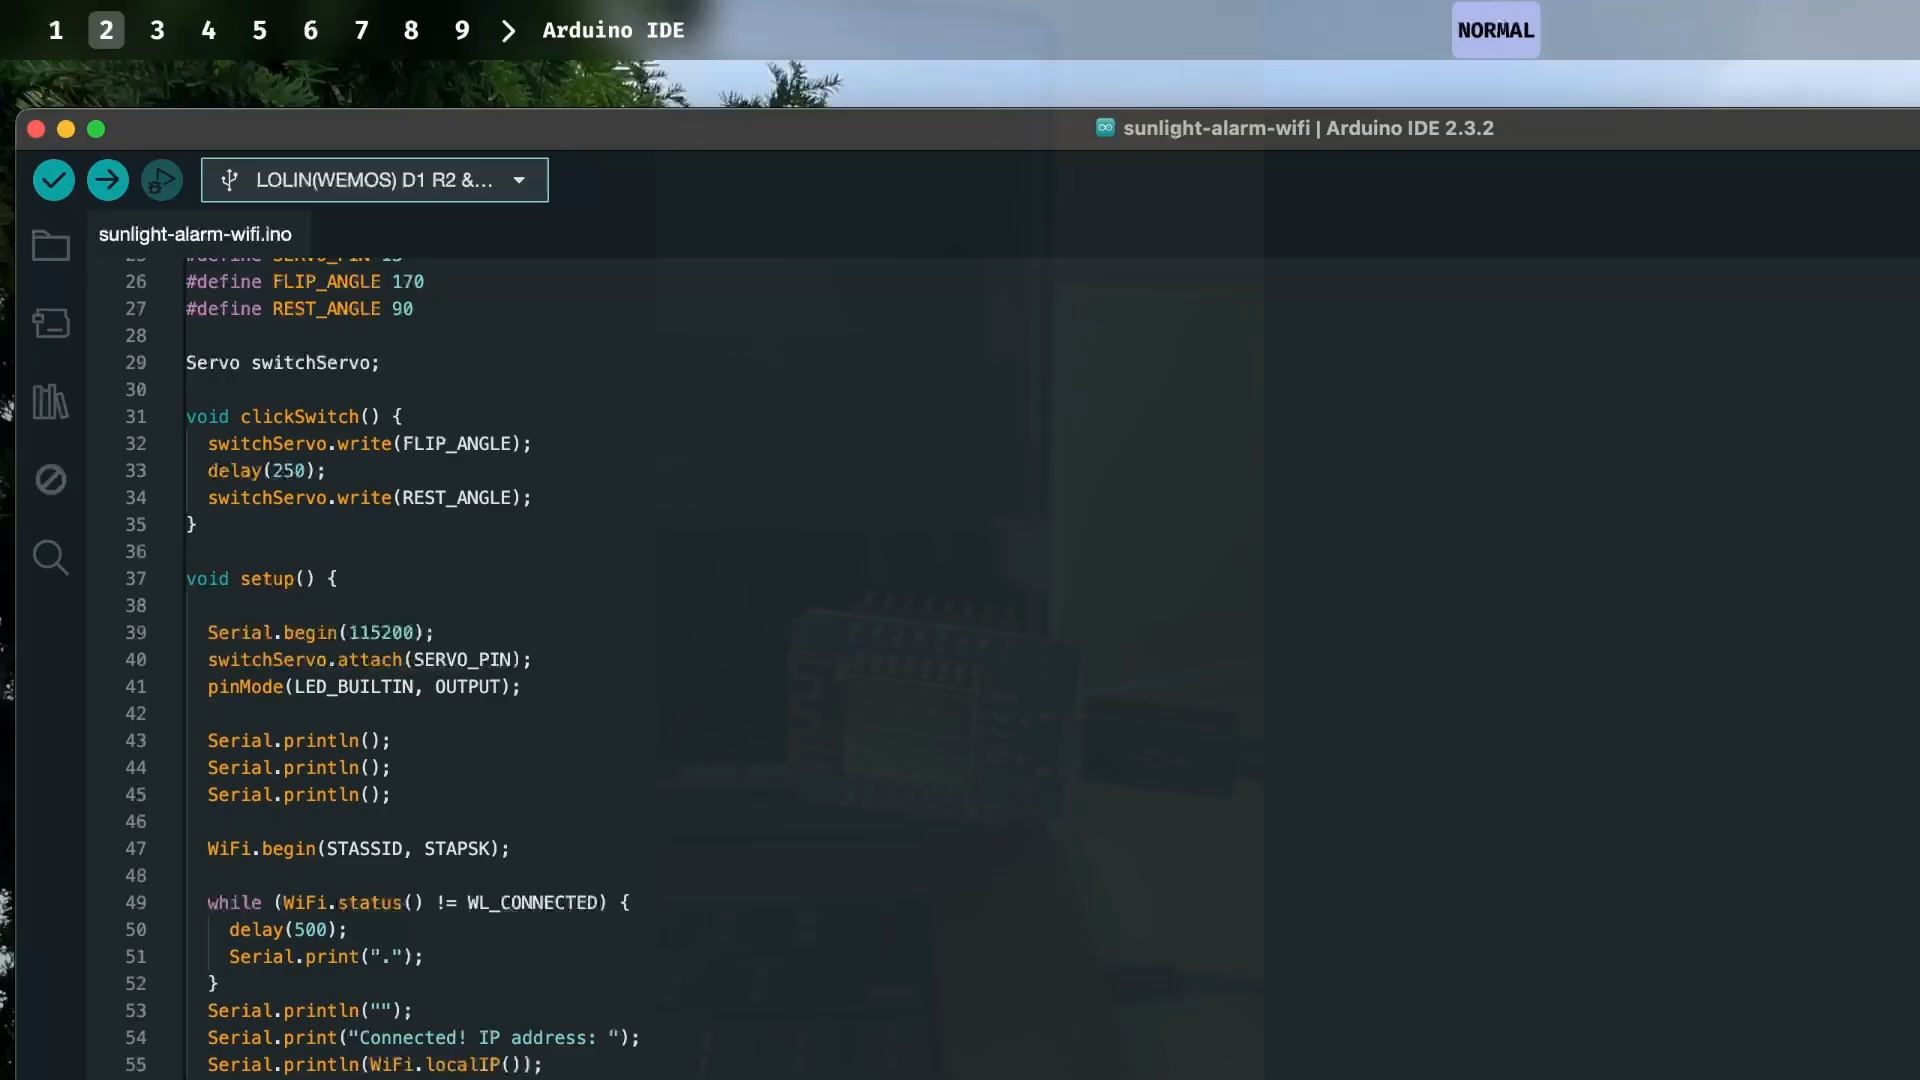 1 2 3 4 5 6 7 8 9 > Arduino IDE
NORMAL
sunlight-alarm-wifi | Arduino IDE 2.3.2
LOLIN(WEMOS) D1 R2 &...
sunlight-alarm-wifi.ino
26 #define FLIP_ANGLE 170
27 #define REST_ANGLE 90
28
29 Servo switchServo;
30
31 void clickSwitch() {
32 switchServo.write(FLIP_ANGLE);
33 delay(250);
34 switchServo.write(REST_ANGLE);
35 }
36
37 void setup() {
38
39 Serial.begin(115200);
40 switchServo.attach(SERVO_PIN);
41 pinMode(LED_BUILTIN, OUTPUT);
42
43 Serial.println();
44 Serial.println();
45 Serial.println();
46
47 WiFi.begin(STASSID, STAPSK);
48
49 while (WiFi.status() != WL_CONNECTED) {
50 delay(500);
51 Serial.print(".");
52 }
53 Serial.println("");
54 Serial.print("Connected! IP address: ");
55 Serial.println(WiFi.localIP());